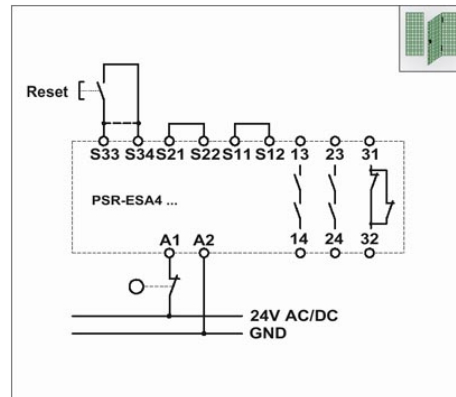 Reset
S33 S34 S21 S22 S11 S12 13 23 31
PSR-ESA4 ...
14 24 32
A1 A2
24V AC/DC
GND